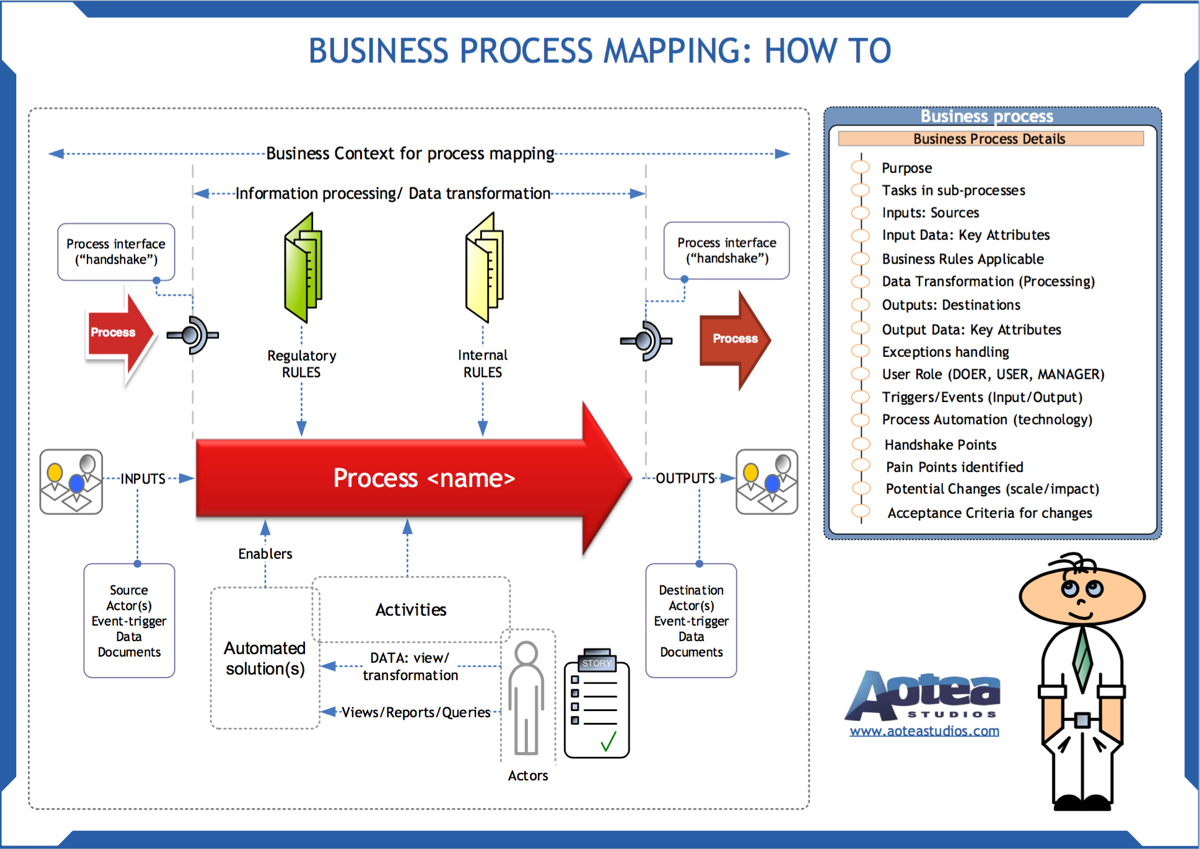 BUSINESS PROCESS MAPPING: HOW TO
Business Context for process mapping
Information processing/ Data transformation
Process interface
(“handshake”)
Process interface
(“handshake”)
Process
Process
Regulatory
RULES
Internal
RULES
INPUTS
Process <name>
OUTPUTS
Enablers
Source
Actor(s)
Event-trigger
Data
Documents
Automated
solution(s)
Activities
DATA: view/
transformation
Views/Reports/Queries
Actors
STORY
Destination
Actor(s)
Event-trigger
Data
Documents
Business process
Business Process Details
Purpose
Tasks in sub-processes
Inputs: Sources
Input Data: Key Attributes
Business Rules Applicable
Data Transformation (Processing)
Outputs: Destinations
Output Data: Key Attributes
Exceptions handling
User Role (DOER, USER, MANAGER)
Triggers/Events (Input/Output)
Process Automation (technology)
Handshake Points
Pain Points identified
Potential Changes (scale/impact)
Acceptance Criteria for changes
Aotea
STUDIOS
www.aoteastudios.com